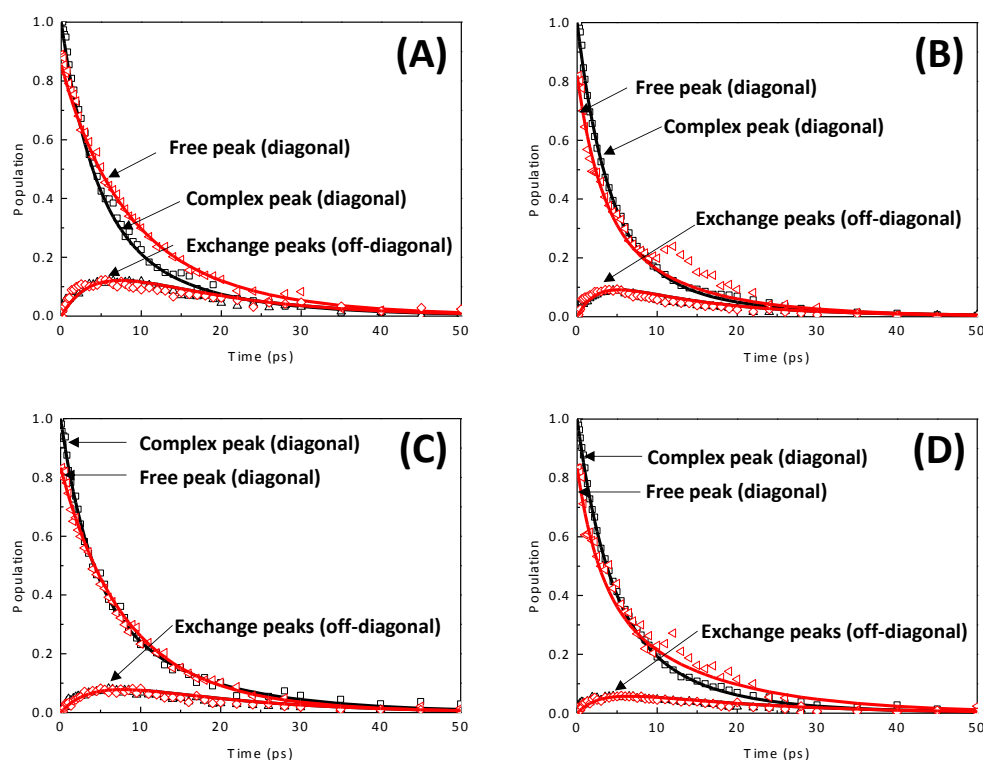 (A)
1.0
0.8
0.6
0.4
0.2
0.0
Population
Free peak (diagonal)
Complex peak (diagonal)
Exchange peaks (off-diagonal)
0 10 20 30 40 50
Time (ps)
(B)
1.0
0.8
0.6
0.4
0.2
0.0
Population
Free peak (diagonal)
Complex peak (diagonal)
Exchange peaks (off-diagonal)
0 10 20 30 40 50
Time (ps)
(C)
1.0
0.8
0.6
0.4
0.2
0.0
Population
Complex peak (diagonal)
Free peak (diagonal)
Exchange peaks (off-diagonal)
0 10 20 30 40 50
Time (ps)
(D)
1.0
0.8
0.6
0.4
0.2
0.0
Population
Complex peak (diagonal)
Free peak (diagonal)
Exchange peaks (off-diagonal)
0 10 20 30 40 50
Time (ps)